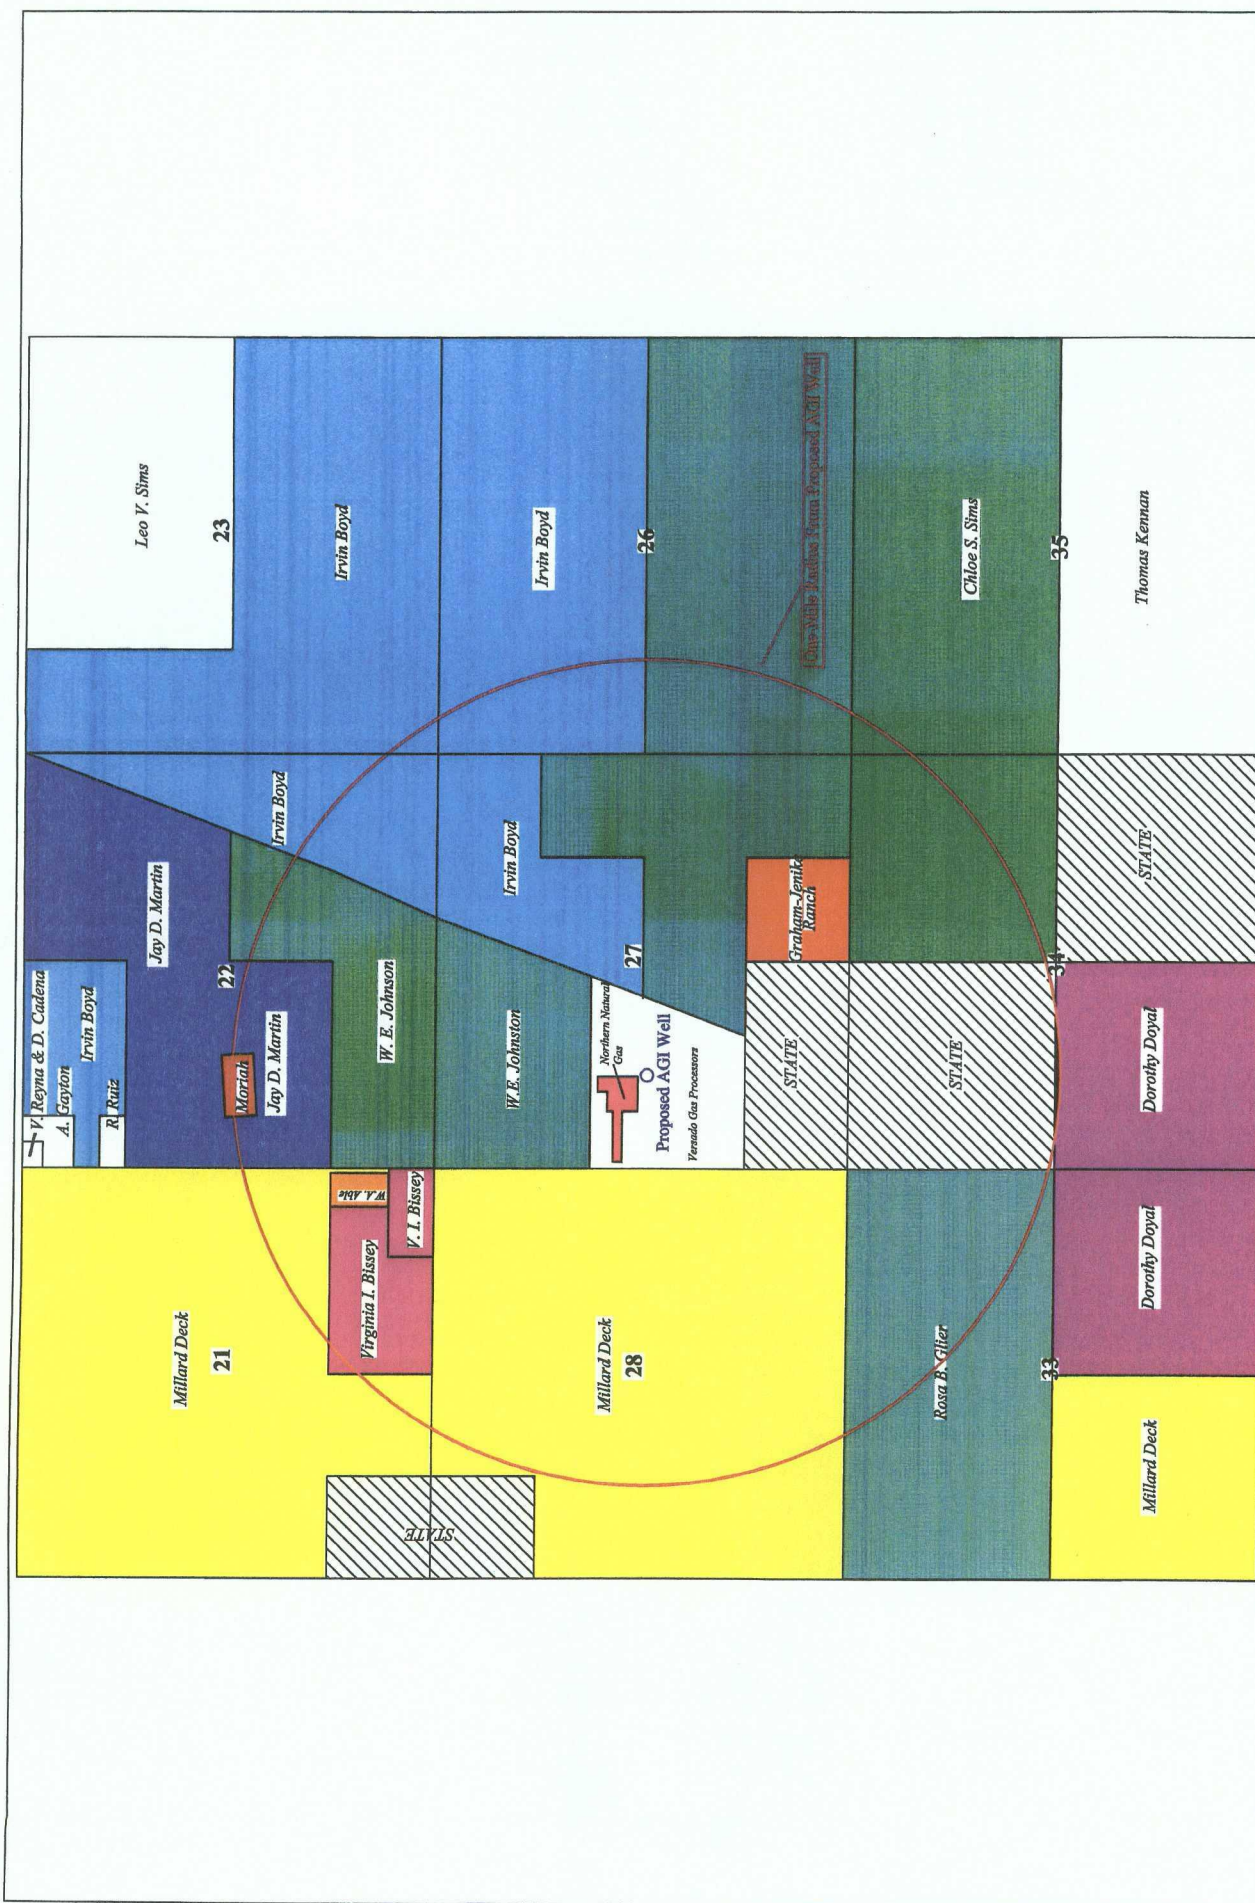 V. Reyna & D. Cadena
A. Gayton
Irvin Boyd
R. Ruiz
Leo V. Sims
Jay D. Martin
Millard Deck
21
22
23
Moriah
Jay D. Martin
Irvin Boyd
Irvin Boyd
W.A. Able
Virginia I. Bissey
V. I. Bissey
W. E. Johnson
STATE
W.E. Johnston
Irvin Boyd
Irvin Boyd
Millard Deck
28
Northern Natural
Gas
27
26
Proposed AGI Well
Versado Gas Processors
STATE
Graham-Jenika
Ranch
One Mile Radius From Proposed AGI Well
Rosa B. Glier
STATE
Chloe S. Sims
33
34
35
Millard Deck
Dorothy Doyal
Dorothy Doyal
STATE
Thomas Kennan